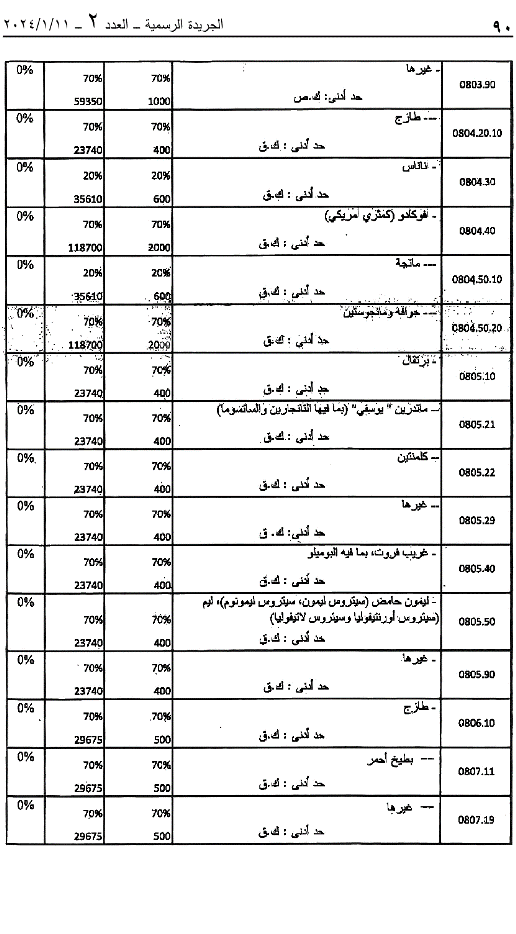 ٩٠ الجريدة الرسمية ــ العدد ٢ ــ ٢٠٢٤/١/١١
0803.90 - غيرها 70% 70% 0%
حد أدنى: ك.ص 1000 59350
0804.20.10 --- طازج 70% 70% 0%
حد أدنى : ك.ق 400 23740
0804.30 - اناناس 20% 20% 0%
حد أدنى : ك.ق 600 35610
0804.40 - أفوكادو (كمثري أمريكي) 70% 70% 0%
حد أدنى : ك.ق 2000 118700
0804.50.10 --- مانجة 20% 20% 0%
حد أدنى : ك.ق 600 35610
0804.50.20 --- جوافة ومانجوستين 70% 70% 0%
حد أدنى : ك.ق 2000 118700
0805.10 - برتقال 70% 70% 0%
حد أدنى : ك.ق 400 23740
0805.21 -- ماندرين " يوسفي" (بما فيها التانجارين والساتسوما) 70% 70% 0%
حد أدنى : ك.ق 400 23740
0805.22 -- كلمنتين 70% 70% 0%
حد أدنى : ك.ق 400 23740
0805.29 -- غيرها 70% 70% 0%
حد أدنى : ك. ق 400 23740
0805.40 - غريب فروت، بما فيه البوميلو 70% 70% 0%
حد أدنى : ك.ق 400 23740
0805.50 - ليمون حامض (سيتروس ليمون، سيتروس ليمونوم)، ليم 0%
(سيتروس أورنتيفوليا وسيتروس لاتيفوليا) 70% 70%
حد أدنى : ك.ق 400 23740
0805.90 - غيرها 70% 70% 0%
حد أدنى : ك.ق 400 23740
0806.10 - طازج 70% 70% 0%
حد أدنى : ك.ق 500 29675
0807.11 -- بطيخ أحمر 70% 70% 0%
حد أدنى : ك.ق 500 29675
0807.19 -- غيرها 70% 70% 0%
حد أدنى : ك.ق 500 29675